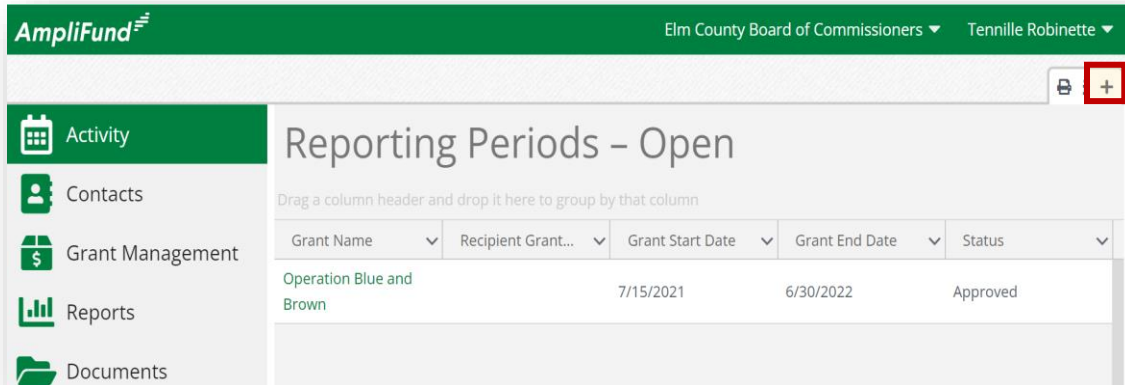 AmpliFund
Elm County Board of Commissioners Tennille Robinette
Activity
Reporting Periods – Open
Contacts
Drag a column header and drop it here to group by that column
Grant Name Recipient Grant... Grant Start Date Grant End Date Status
Grant Management
Operation Blue and
Brown 7/15/2021 6/30/2022 Approved
Reports
Documents